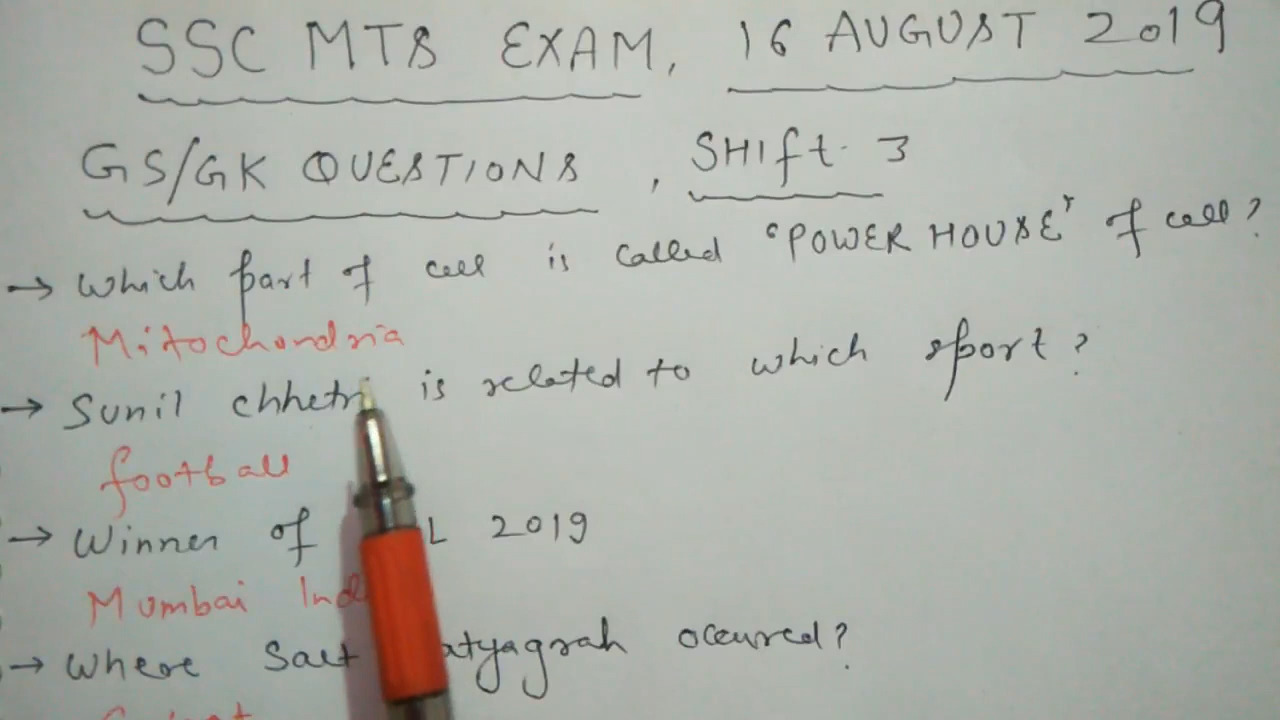 SSC MTS EXAM, 16 AUGUST 2019
GS/GK QUESTIONS, SHIft- 3
→ Which part of cell is called 'POWER HOUSE' of cell?
Mitochondria
→ Sunil chhetri is related to which sport?
football
→ Winner of L 2019
Mumbai Ind
→ Where Salt atyagrah occured?